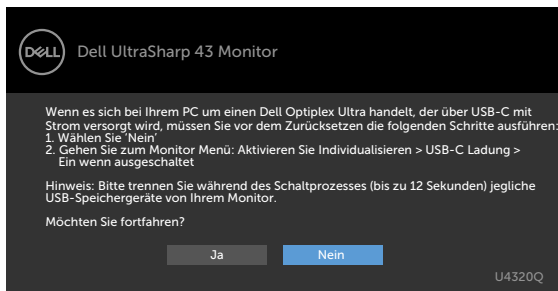 DELL
Dell UltraSharp 43 Monitor
Wenn es sich bei Ihrem PC um einen Dell Optiplex Ultra handelt, der über USB-C mit
Strom versorgt wird, müssen Sie vor dem Zurücksetzen die folgenden Schritte ausführen:
1. Wählen Sie ‘Nein’
2. Gehen Sie zum Monitor Menü: Aktivieren Sie Individualisieren > USB-C Ladung >
Ein wenn ausgeschaltet
Hinweis: Bitte trennen Sie während des Schaltprozesses (bis zu 12 Sekunden) jegliche
USB-Speichergeräte von Ihrem Monitor.
Möchten Sie fortfahren?
Ja
Nein
U4320Q